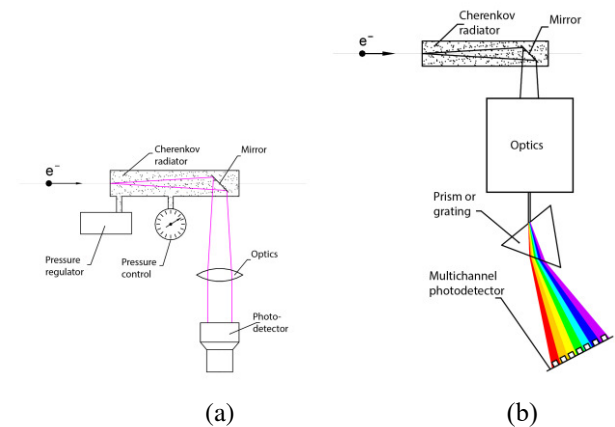 e⁻
Cherenkov
radiator
Mirror
Pressure
regulator
Pressure
control
Optics
Photo-
detector
(a)
e⁻
Cherenkov
radiator
Mirror
Optics
Prism or
grating
Multichannel
photodetector
(b)